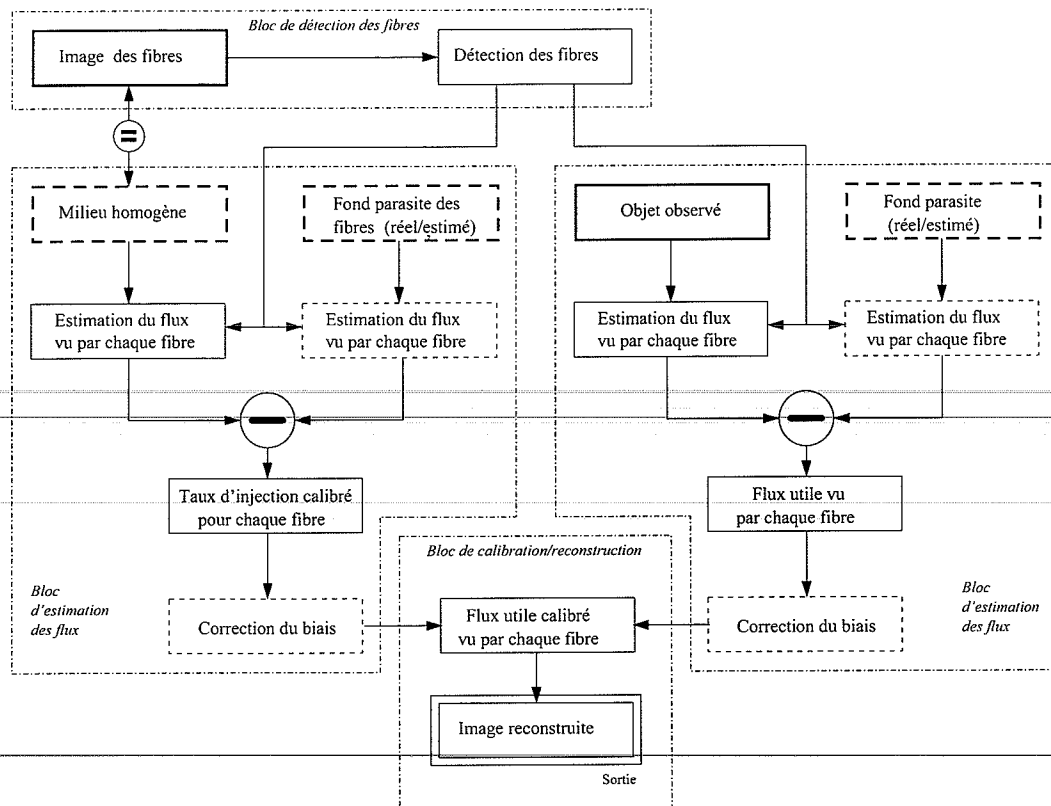 Bloc de détection des fibres
Image des fibres
Détection des fibres
Milieu homogène
Fond parasite des
fibres (réel/estimé)
Objet observé
Fond parasite
(réel/estimé)
Estimation du flux
vu par chaque fibre
Estimation du flux
vu par chaque fibre
Estimation du flux
vu par chaque fibre
Estimation du flux
vu par chaque fibre
Taux d'injection calibré
pour chaque fibre
Flux utile vu
par chaque fibre
Bloc de calibration/reconstruction
Bloc
d'estimation
des flux
Correction du biais
Flux utile calibré
vu par chaque fibre
Correction du biais
Bloc
d'estimation
des flux
Image reconstruite
Sortie